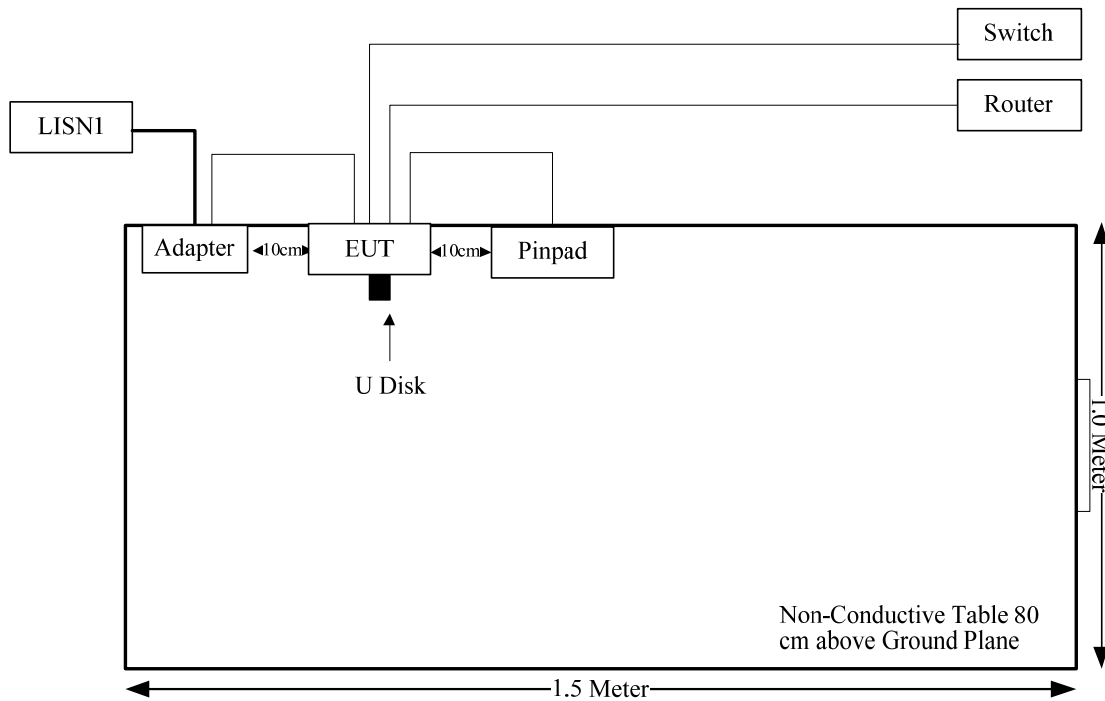 Switch
Router
LISN1
Adapter
10cm
EUT
10cm
Pinpad
U Disk
1.0 Meter
Non-Conductive Table 80
cm above Ground Plane
1.5 Meter